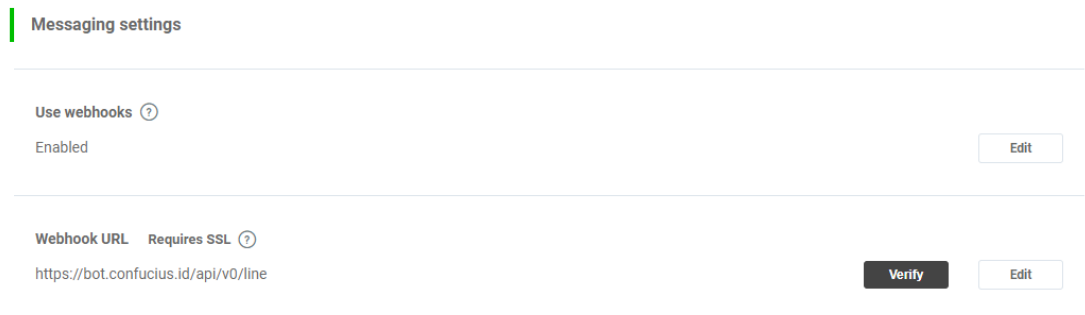 Messaging settings
Use webhooks ?
Enabled
Edit
Webhook URL Requires SSL ?
https://bot.confucius.id/api/v0/line
Verify
Edit